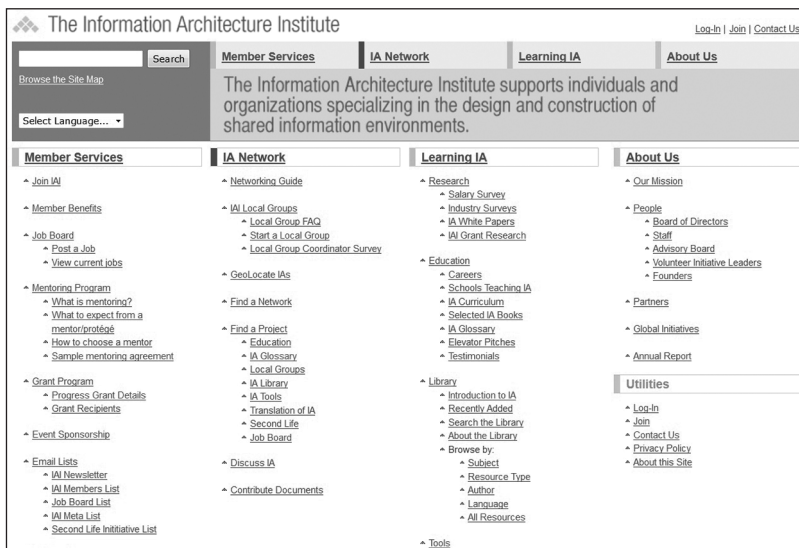 The Information Architecture Institute
Log-In | Join | Contact Us
Search
Browse the Site Map
Select Language...
Member Services
IA Network
Learning IA
About Us
The Information Architecture Institute supports individuals and
organizations specializing in the design and construction of
shared information environments.
Member Services
Join IAI
Member Benefits
Job Board
Post a Job
View current jobs
Mentoring Program
What is mentoring?
What to expect from a
mentor/protégé
How to choose a mentor
Sample mentoring agreement
Grant Program
Progress Grant Details
Grant Recipients
Event Sponsorship
Email Lists
IAI Newsletter
IAI Members List
Job Board List
IAI Meta List
Second Life Inititiative List
IA Network
Networking Guide
IAI Local Groups
Local Group FAQ
Start a Local Group
Local Group Coordinator Survey
GeoLocate IAs
Find a Network
Find a Project
Education
IA Glossary
Local Groups
IA Library
IA Tools
Translation of IA
Second Life
Job Board
Discuss IA
Contribute Documents
Learning IA
Research
Salary Survey
Industry Surveys
IA White Papers
IAI Grant Research
Education
Careers
Schools Teaching IA
IA Curriculum
Selected IA Books
IA Glossary
Elevator Pitches
Testimonials
Library
Introduction to IA
Recently Added
Search the Library
About the Library
Browse by:
Subject
Resource Type
Author
Language
All Resources
Tools
About Us
Our Mission
People
Board of Directors
Staff
Advisory Board
Volunteer Initiative Leaders
Founders
Partners
Global Initiatives
Annual Report
Utilities
Log-In
Join
Contact Us
Privacy Policy
About this Site